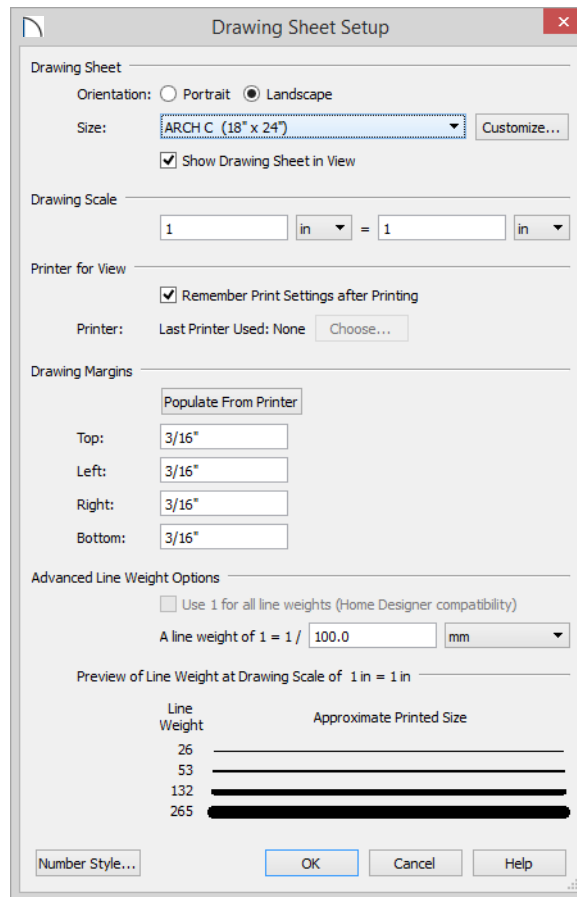 Drawing Sheet Setup
Drawing Sheet
Orientation: Portrait Landscape
Size: ARCH C (18" x 24") Customize...
Show Drawing Sheet in View
Drawing Scale
1 in = 1 in
Printer for View
Remember Print Settings after Printing
Printer: Last Printer Used: None Choose...
Drawing Margins
Populate From Printer
Top: 3/16"
Left: 3/16"
Right: 3/16"
Bottom: 3/16"
Advanced Line Weight Options
Use 1 for all line weights (Home Designer compatibility)
A line weight of 1 = 1 / 100.0 mm
Preview of Line Weight at Drawing Scale of 1 in = 1 in
Line
Weight Approximate Printed Size
26
53
132
265
Number Style... OK Cancel Help